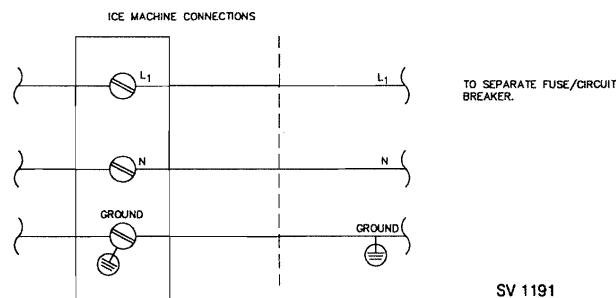 ICE MACHINE CONNECTIONS
L1 L1
TO SEPARATE FUSE/CIRCUIT
BREAKER.
N N
GROUND GROUND
SV 1191